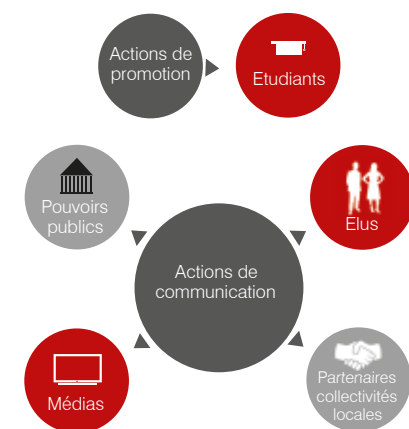 Actions de
promotion
Etudiants
Pouvoirs
publics
Elus
Actions de
communication
Médias
Partenaires
collectivités
locales